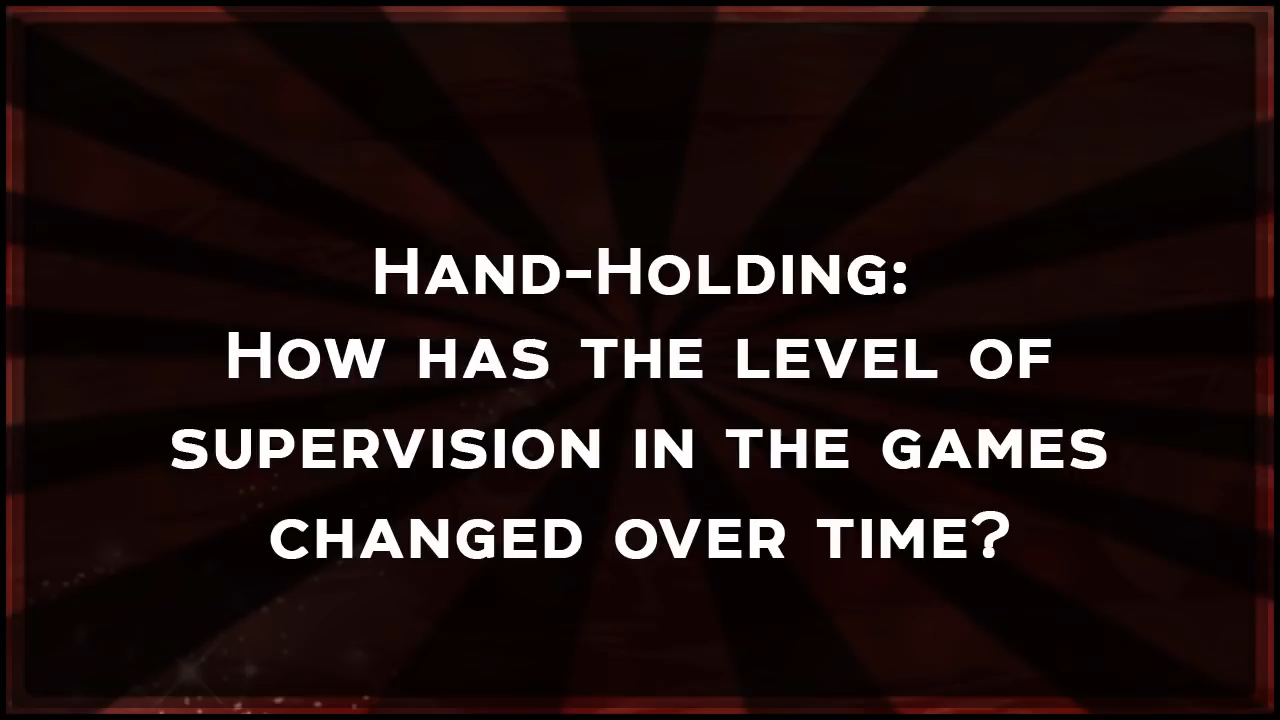 Hand-Holding:
How has the level of
supervision in the games
changed over time?